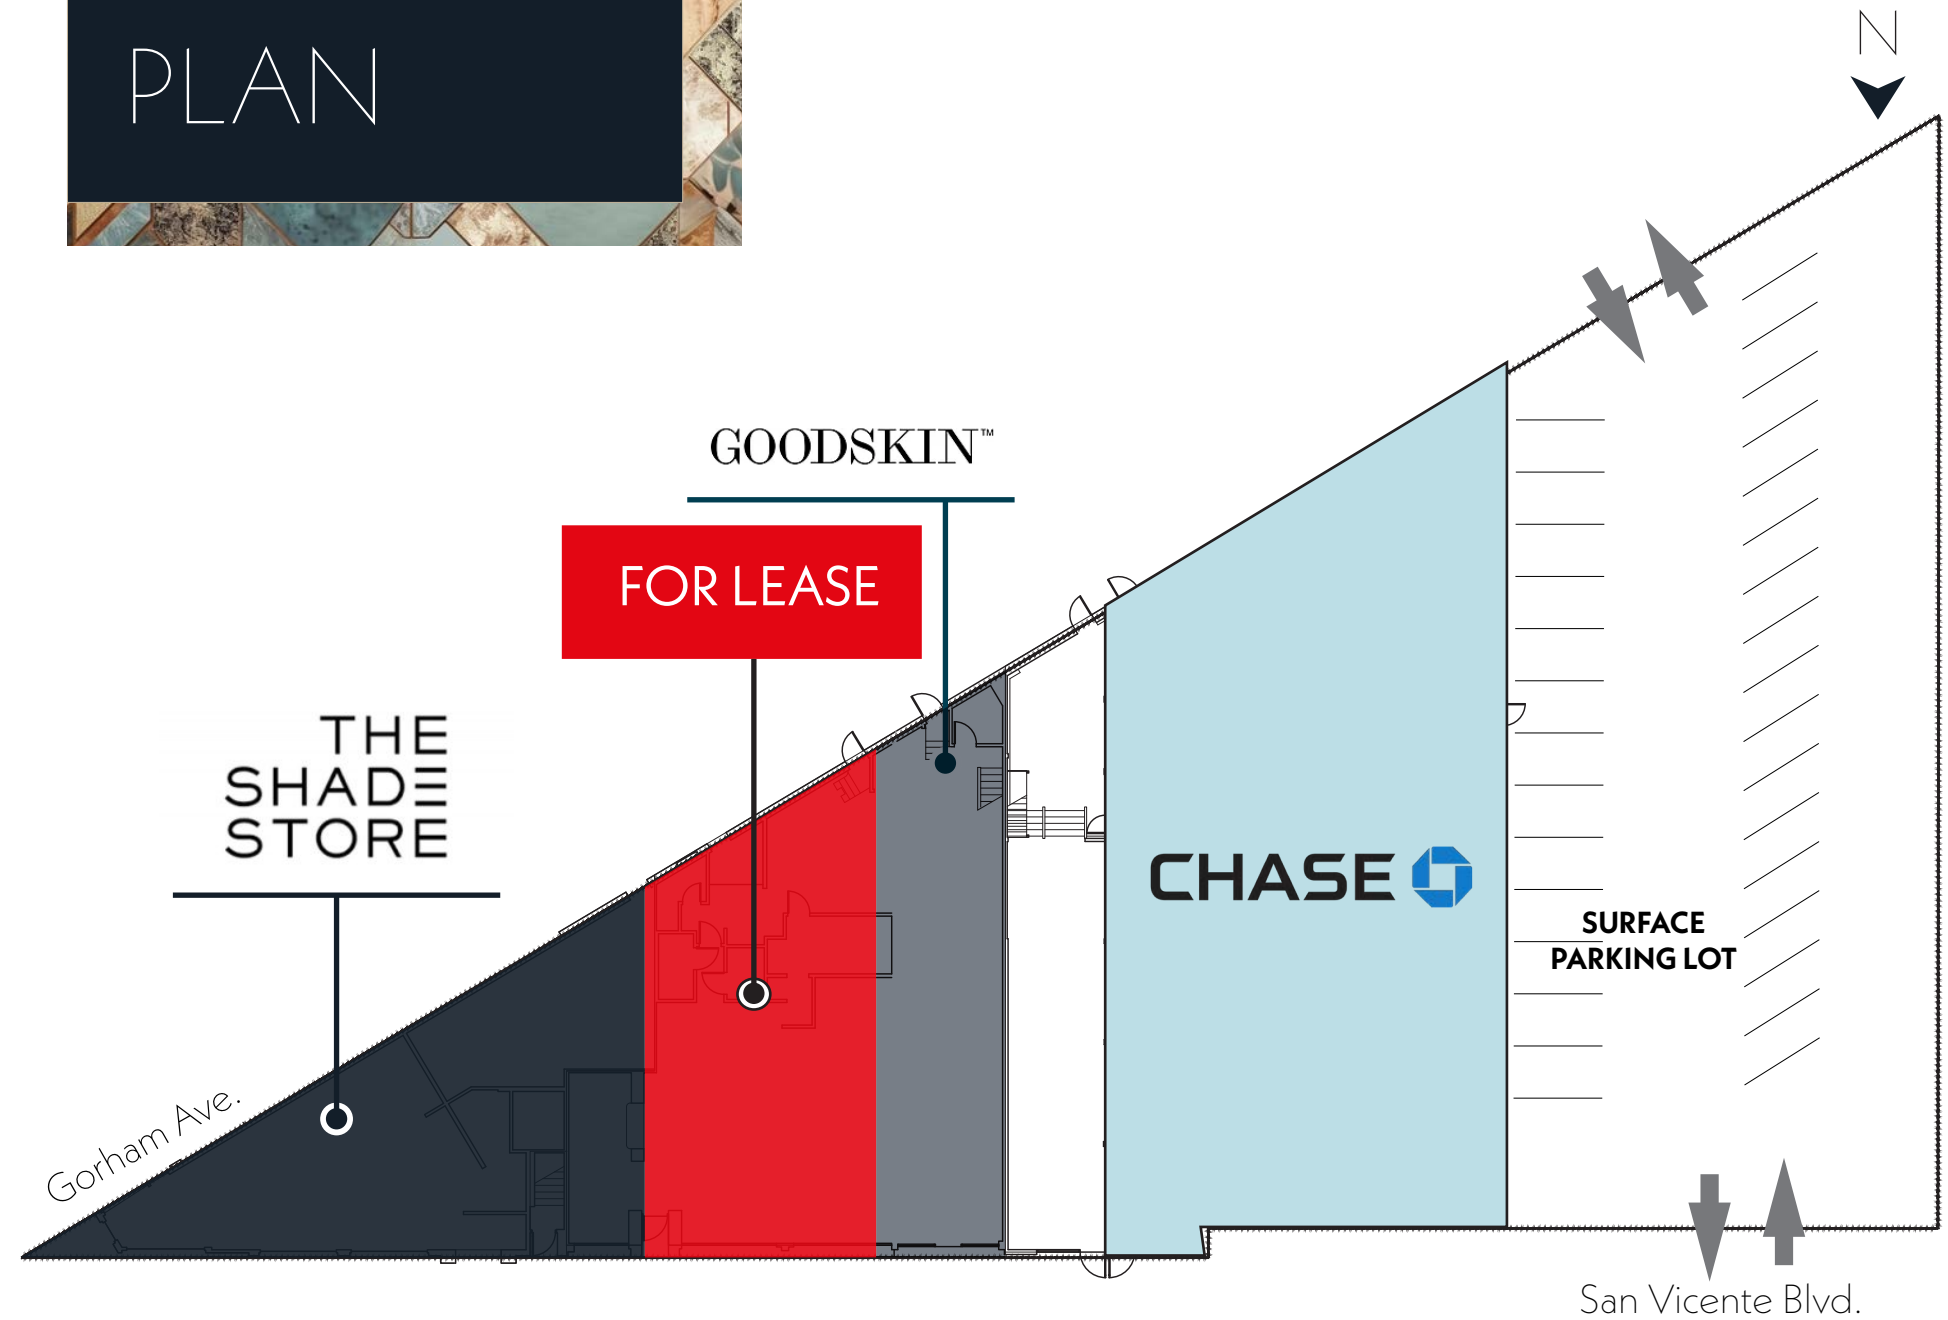 PLAN
N
GOODSKIN™
FOR LEASE
THE
SHADE
STORE
CHASE
SURFACE
PARKING LOT
Gorham Ave.
San Vicente Blvd.